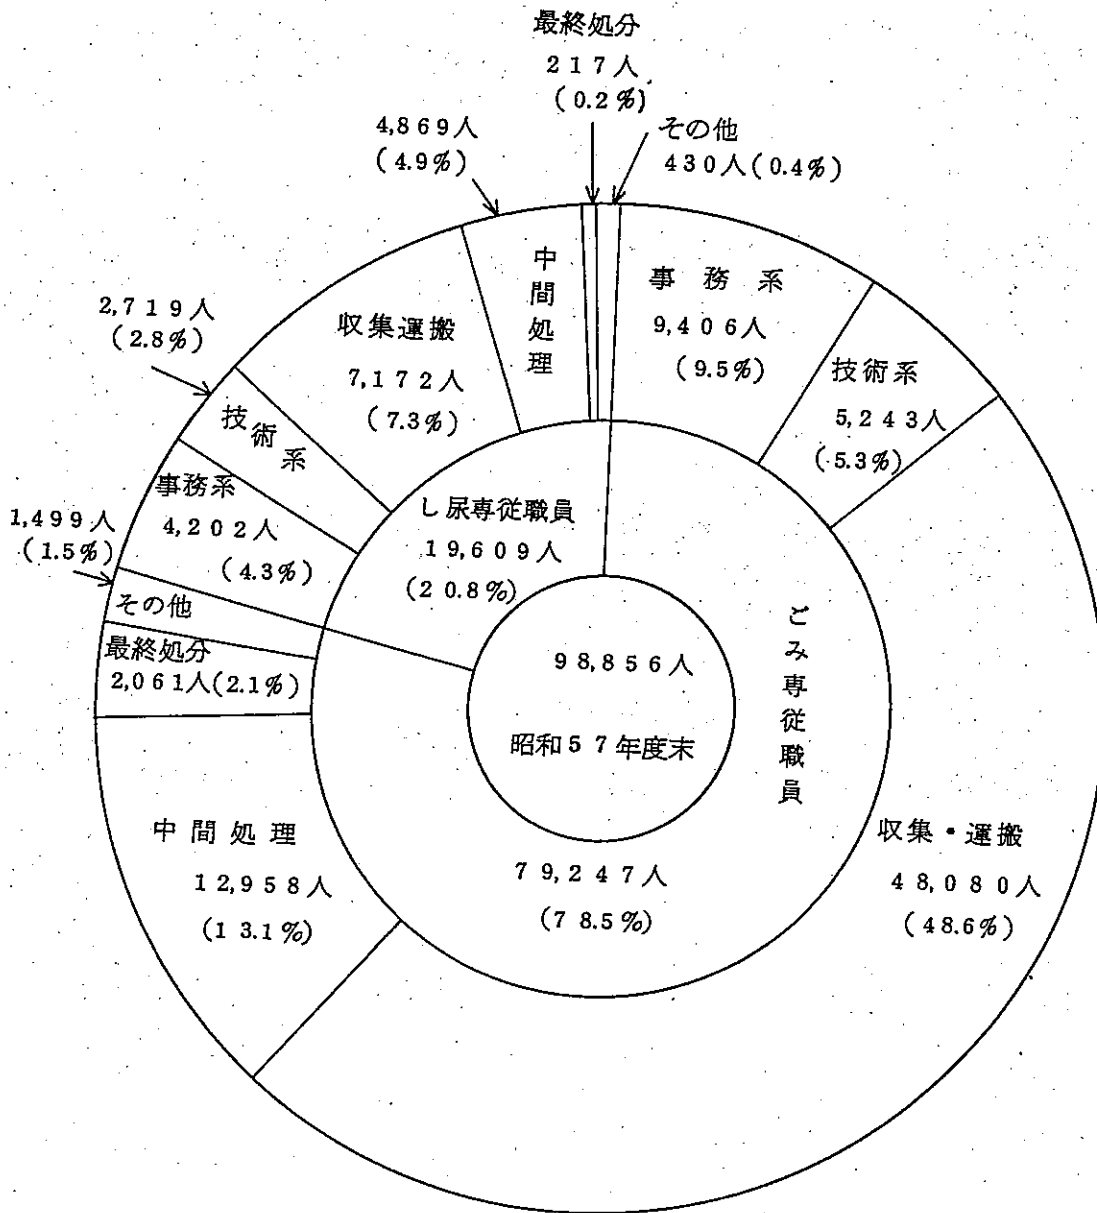 最終処分
217人
(0.2%)
その他
430人(0.4%)
4,869人
(4.9%)
中間処理
事務系
9,406人
(9.5%)
技術系
5,243人
(5.3%)
2,719人
(2.8%)
収集運搬
7,172人
(7.3%)
技術系
事務系
4,202人
(4.3%)
1,499人
(1.5%)
その他
最終処分
2,061人(2.1%)
し尿専従職員
19,609人
(20.8%)
98,856人
昭和57年度末
ごみ専従職員
79,247人
(78.5%)
中間処理
12,958人
(13.1%)
収集・運搬
48,080人
(48.6%)